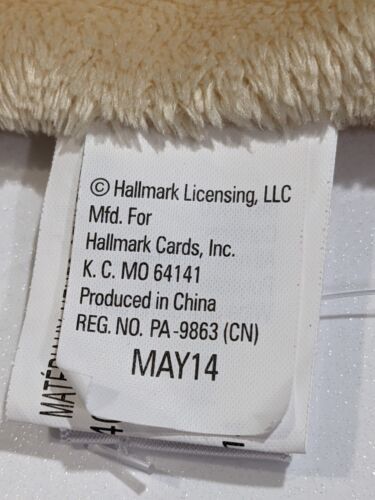 © Hallmark Licensing, LLC
Mfd. For
Hallmark Cards, Inc.
K. C. MO 64141
Produced in China
REG. NO. PA-9863 (CN)
MAY14